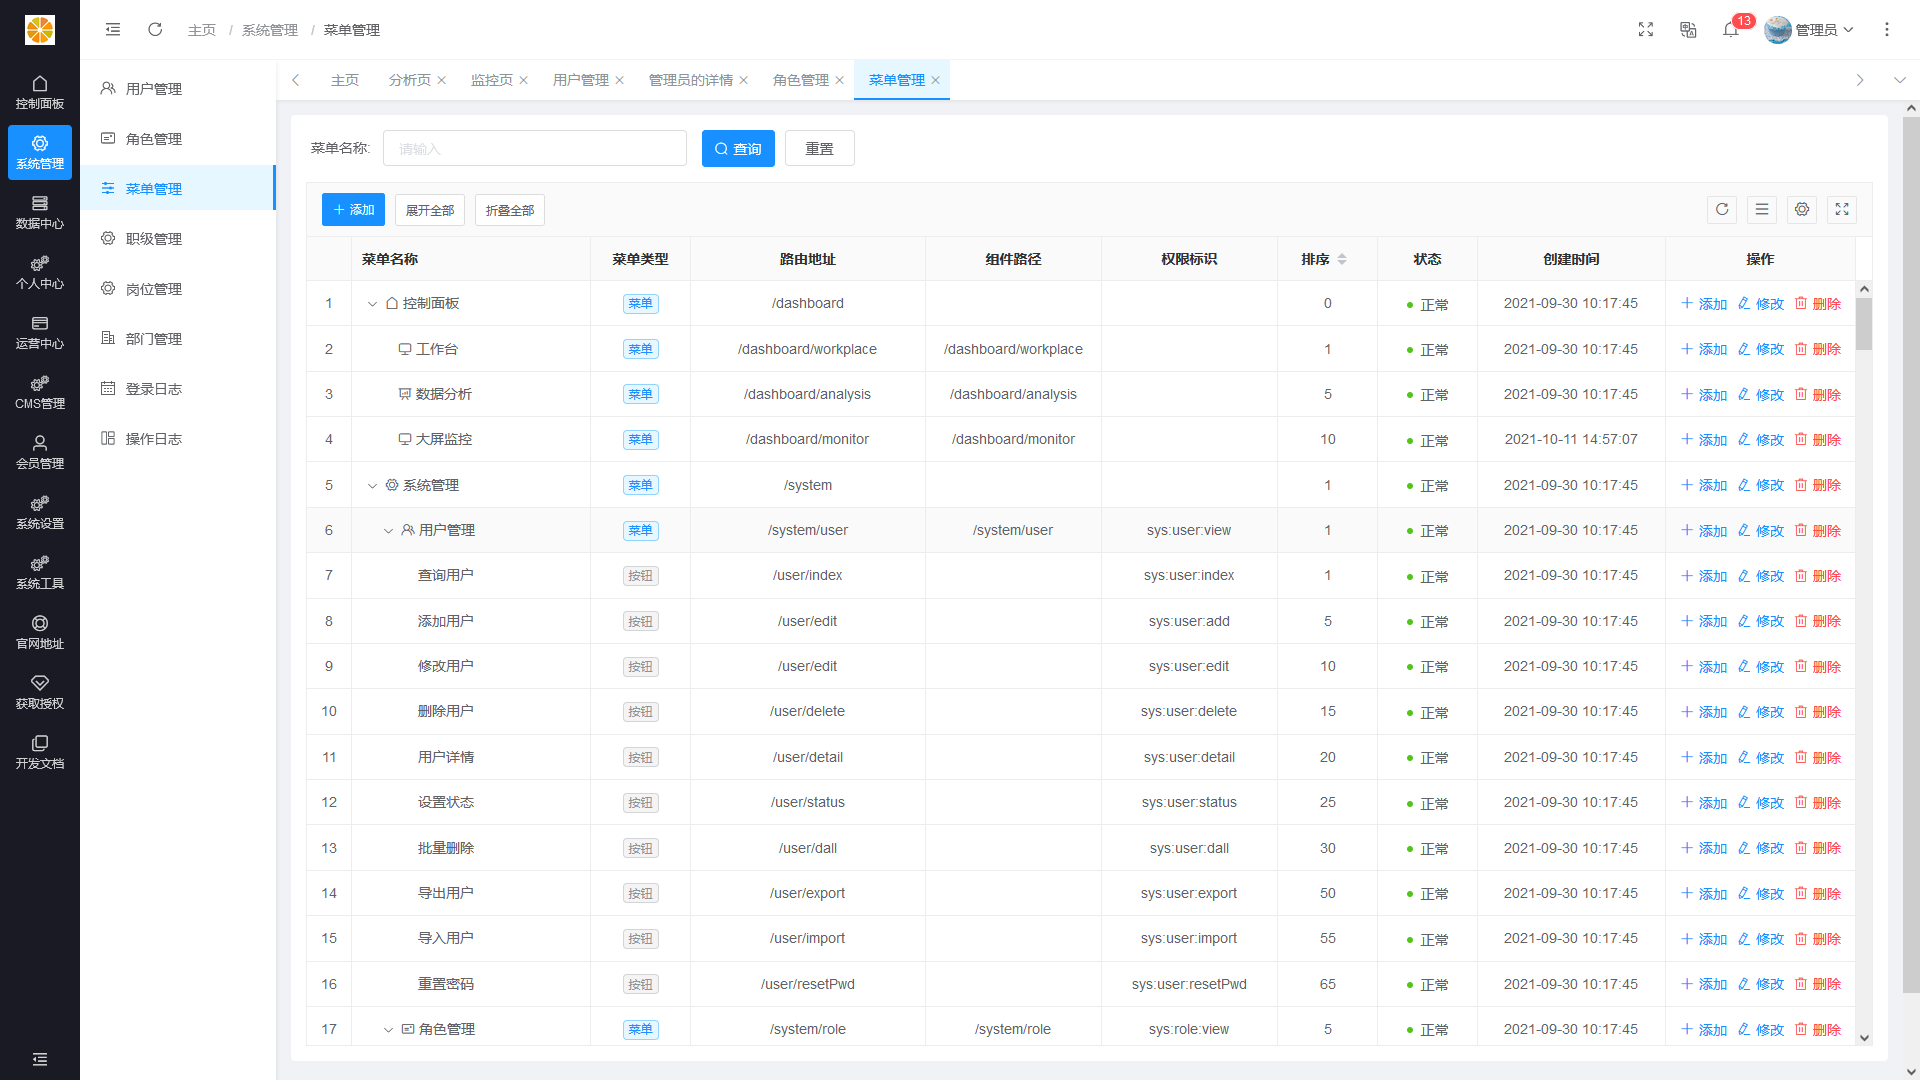 主页 / 系统管理 / 菜单管理
13
管理员
控制面板
系统管理
数据中心
个人中心
运营中心
CMS管理
会员管理
系统设置
系统工具
官网地址
获取授权
开发文档
用户管理
角色管理
菜单管理
职级管理
岗位管理
部门管理
登录日志
操作日志
主页 分析页 监控页 用户管理 管理员的详情 角色管理 菜单管理
菜单名称: 请输入 查询 重置
添加 展开全部 折叠全部
菜单名称 菜单类型 路由地址 组件路径 权限标识 排序 状态 创建时间 操作
1 控制面板 菜单 /dashboard 0 正常 2021-09-30 10:17:45 添加 修改 删除
2 工作台 菜单 /dashboard/workplace /dashboard/workplace 1 正常 2021-09-30 10:17:45 添加 修改 删除
3 数据分析 菜单 /dashboard/analysis /dashboard/analysis 5 正常 2021-09-30 10:17:45 添加 修改 删除
4 大屏监控 菜单 /dashboard/monitor /dashboard/monitor 10 正常 2021-10-11 14:57:07 添加 修改 删除
5 系统管理 菜单 /system 1 正常 2021-09-30 10:17:45 添加 修改 删除
6 用户管理 菜单 /system/user /system/user sys:user:view 1 正常 2021-09-30 10:17:45 添加 修改 删除
7 查询用户 按钮 /user/index sys:user:index 1 正常 2021-09-30 10:17:45 添加 修改 删除
8 添加用户 按钮 /user/edit sys:user:add 5 正常 2021-09-30 10:17:45 添加 修改 删除
9 修改用户 按钮 /user/edit sys:user:edit 10 正常 2021-09-30 10:17:45 添加 修改 删除
10 删除用户 按钮 /user/delete sys:user:delete 15 正常 2021-09-30 10:17:45 添加 修改 删除
11 用户详情 按钮 /user/detail sys:user:detail 20 正常 2021-09-30 10:17:45 添加 修改 删除
12 设置状态 按钮 /user/status sys:user:status 25 正常 2021-09-30 10:17:45 添加 修改 删除
13 批量删除 按钮 /user/dall sys:user:dall 30 正常 2021-09-30 10:17:45 添加 修改 删除
14 导出用户 按钮 /user/export sys:user:export 50 正常 2021-09-30 10:17:45 添加 修改 删除
15 导入用户 按钮 /user/import sys:user:import 55 正常 2021-09-30 10:17:45 添加 修改 删除
16 重置密码 按钮 /user/resetPwd sys:user:resetPwd 65 正常 2021-09-30 10:17:45 添加 修改 删除
17 角色管理 菜单 /system/role /system/role sys:role:view 5 正常 2021-09-30 10:17:45 添加 修改 删除